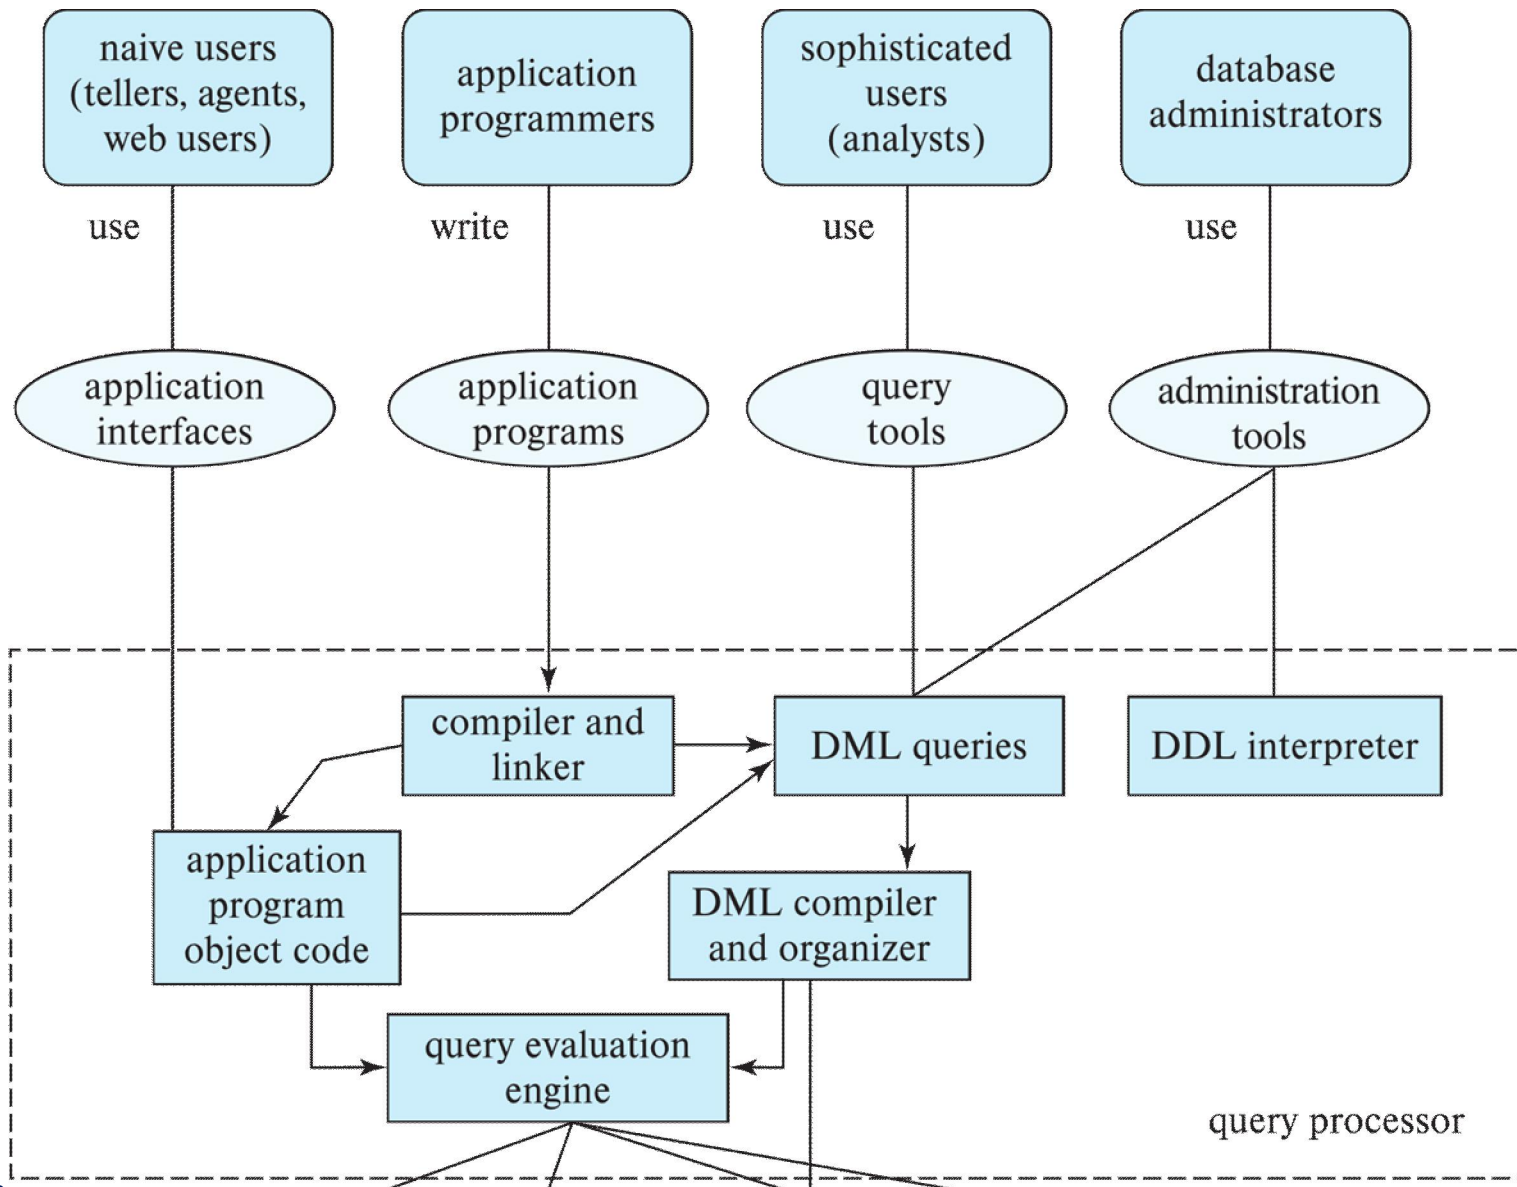 naive users
(tellers, agents,
web users)
application
programmers
sophisticated
users
(analysts)
database
administrators
use
write
use
use
application
interfaces
application
programs
query
tools
administration
tools
compiler and
linker
DML queries
DDL interpreter
application
program
object code
DML compiler
and organizer
query evaluation
engine
query processor